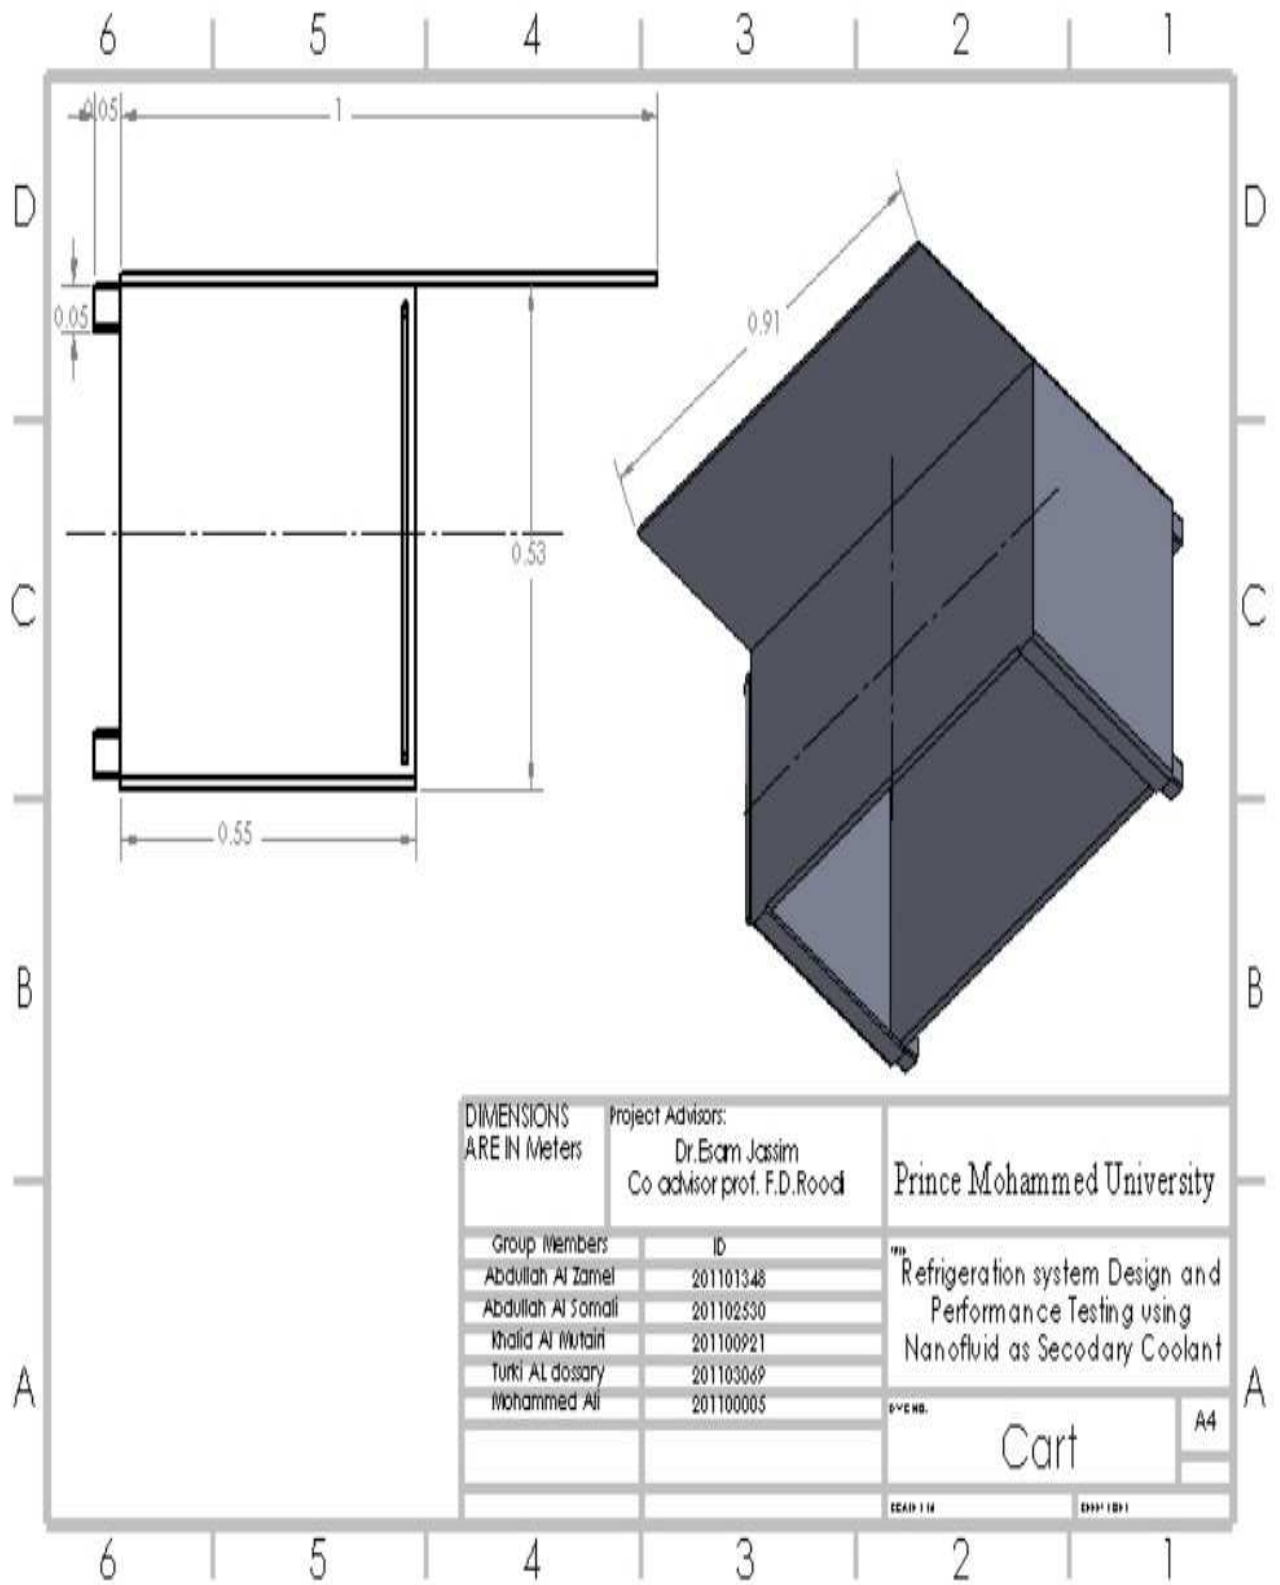 6 5 4 3 2 1
0.05 1
D D
0.91
0.05
0.53
C C
0.55
B B
DIMENSIONS
ARE IN Meters
Project Advisors:
Dr.Esam Jassim
Co advisor prof. F.D.Roodi
Prince Mohammed University
Group Members ID
Abdullah Al Zamel 201101348
Abdullah Al Somali 201102530
Khalid Al Mutairi 201100921
Turki AL dossary 201103069
Mohammed Ali 201100005
Refrigeration system Design and
Performance Testing using
Nanofluid as Secodary Coolant
A A
DWG NO.
Cart
A4
6 5 4 3 2 1